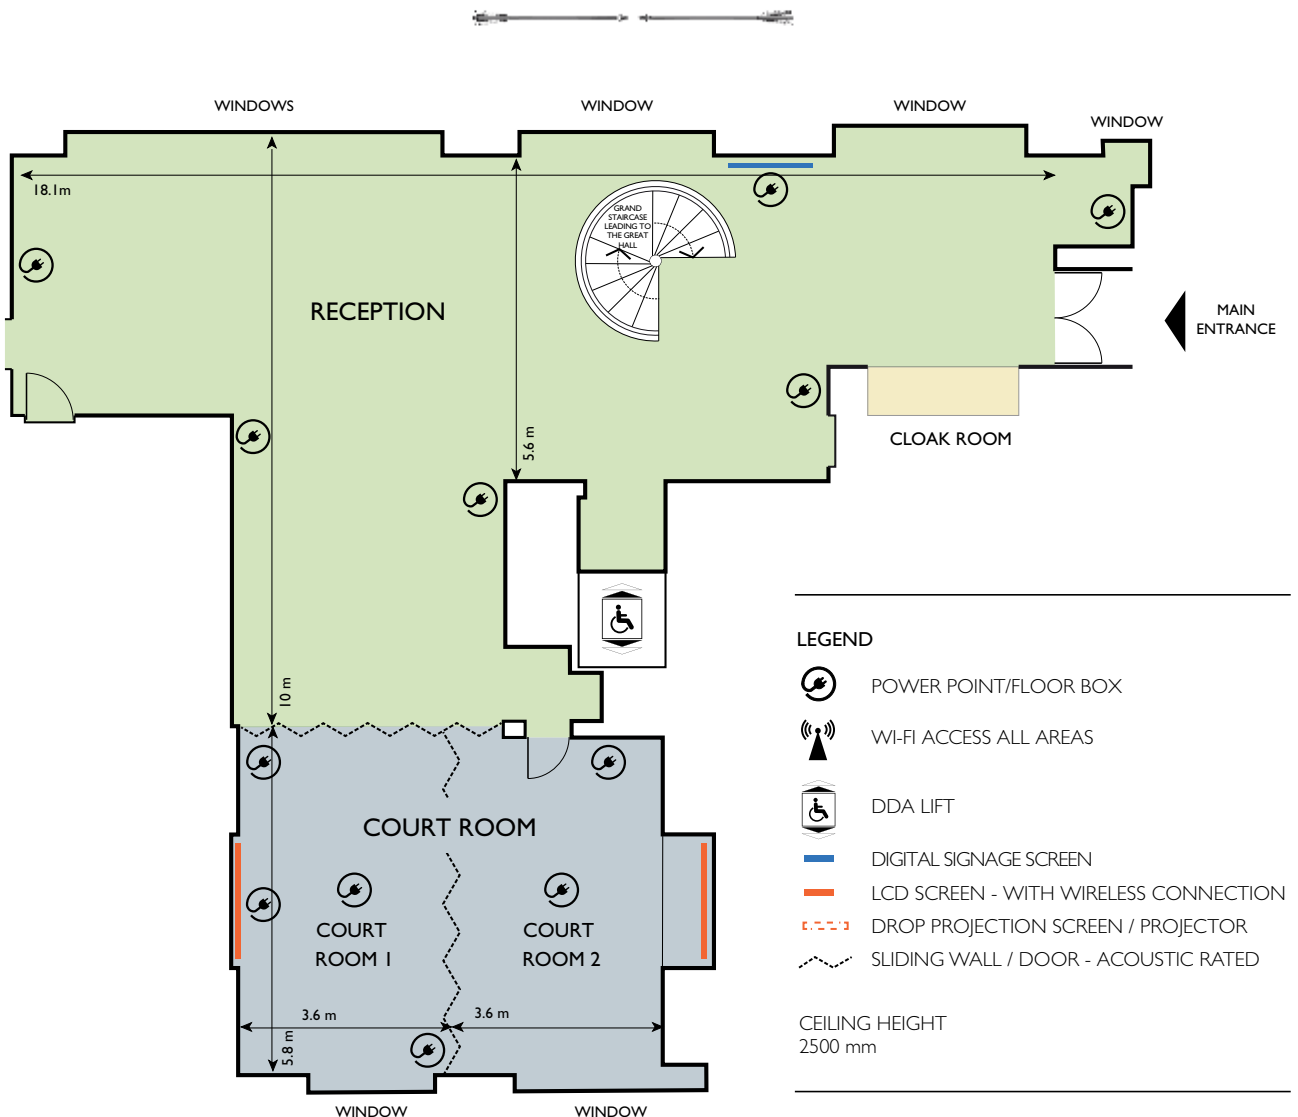 WINDOWS
WINDOW
WINDOW
WINDOW
18.1m
GRAND
STAIRCASE
LEADING TO
THE GREAT
HALL
RECEPTION
MAIN
ENTRANCE
5.6 m
CLOAK ROOM
10 m
COURT ROOM
COURT
ROOM 1
COURT
ROOM 2
3.6 m
3.6 m
5.8 m
WINDOW
WINDOW
LEGEND
POWER POINT/FLOOR BOX
WI-FI ACCESS ALL AREAS
DDA LIFT
DIGITAL SIGNAGE SCREEN
LCD SCREEN - WITH WIRELESS CONNECTION
DROP PROJECTION SCREEN / PROJECTOR
SLIDING WALL / DOOR - ACOUSTIC RATED
CEILING HEIGHT
2500 mm